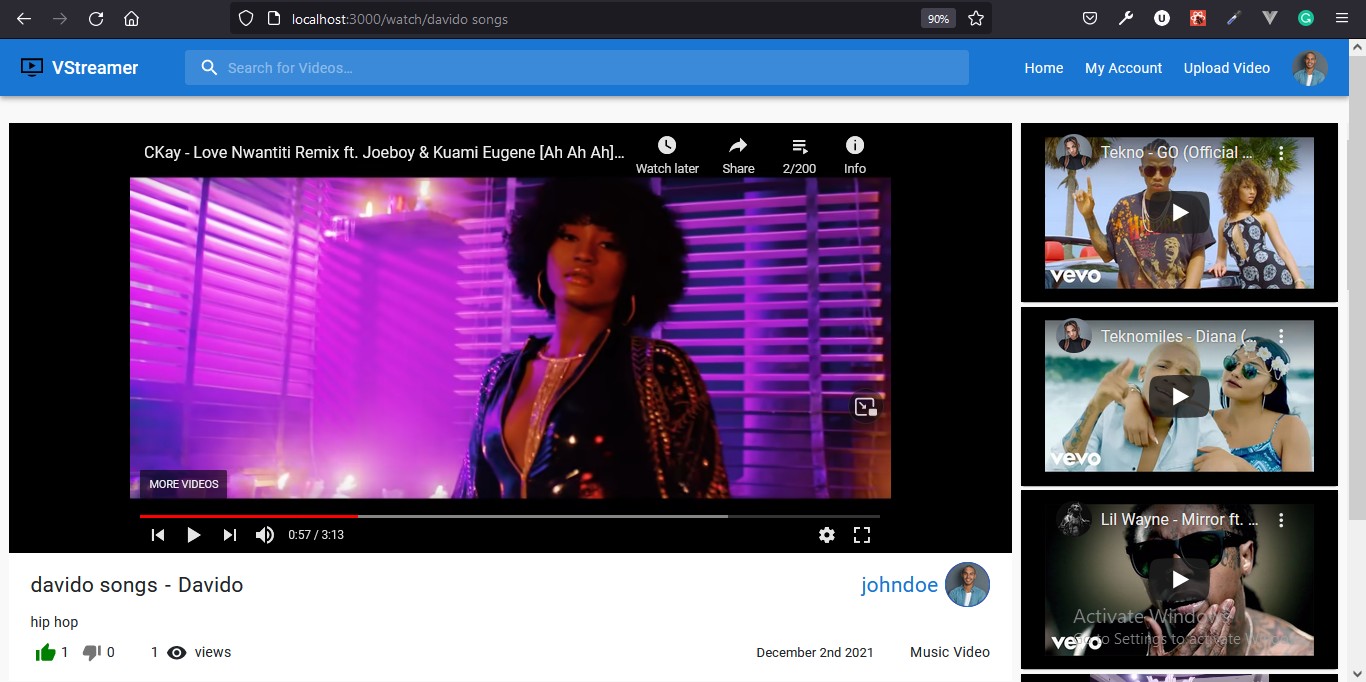 localhost:3000/watch/davido songs
90%
VStreamer
Search for Videos...
Home
My Account
Upload Video
CKay - Love Nwantiti Remix ft. Joeboy & Kuami Eugene [Ah Ah Ah]...
Watch later
Share
2/200
Info
MORE VIDEOS
0:57 / 3:13
davido songs - Davido
johndoe
hip hop
1
0
1 views
December 2nd 2021
Music Video
Tekno - GO (Official ...
vevo
Teknomiles - Diana (...
vevo
Lil Wayne - Mirror ft. ...
vevo
Activate Windows
Go to Settings to activate